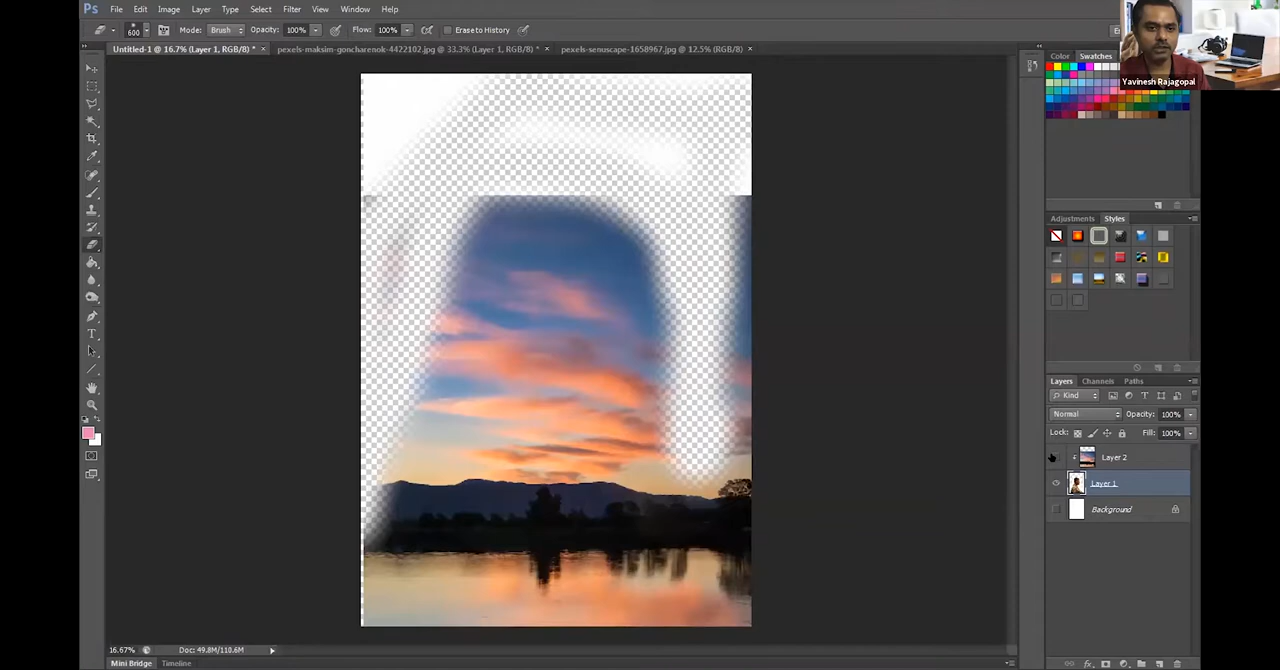 Ps File Edit Image Layer Type Select Filter View Window Help
600 Mode: Brush Opacity: 100% Flow: 100% Erase to History
Untitled-1 @ 16.7% (Layer 1, RGB/8) * × pexels-maksim-goncharenok-4422102.jpg @ 33.3% (Layer 1, RGB/8) * × pexels-senuscape-1658967.jpg @ 12.5% (RGB/8) ×
Color Swatches
Yavinesh Rajagopal
Adjustments Styles
Layers Channels Paths
Kind
Normal Opacity: 100%
Lock: Fill: 100%
Layer 2
Layer 1
Background
fx
16.67% Doc: 49.8M/110.6M
Mini Bridge Timeline